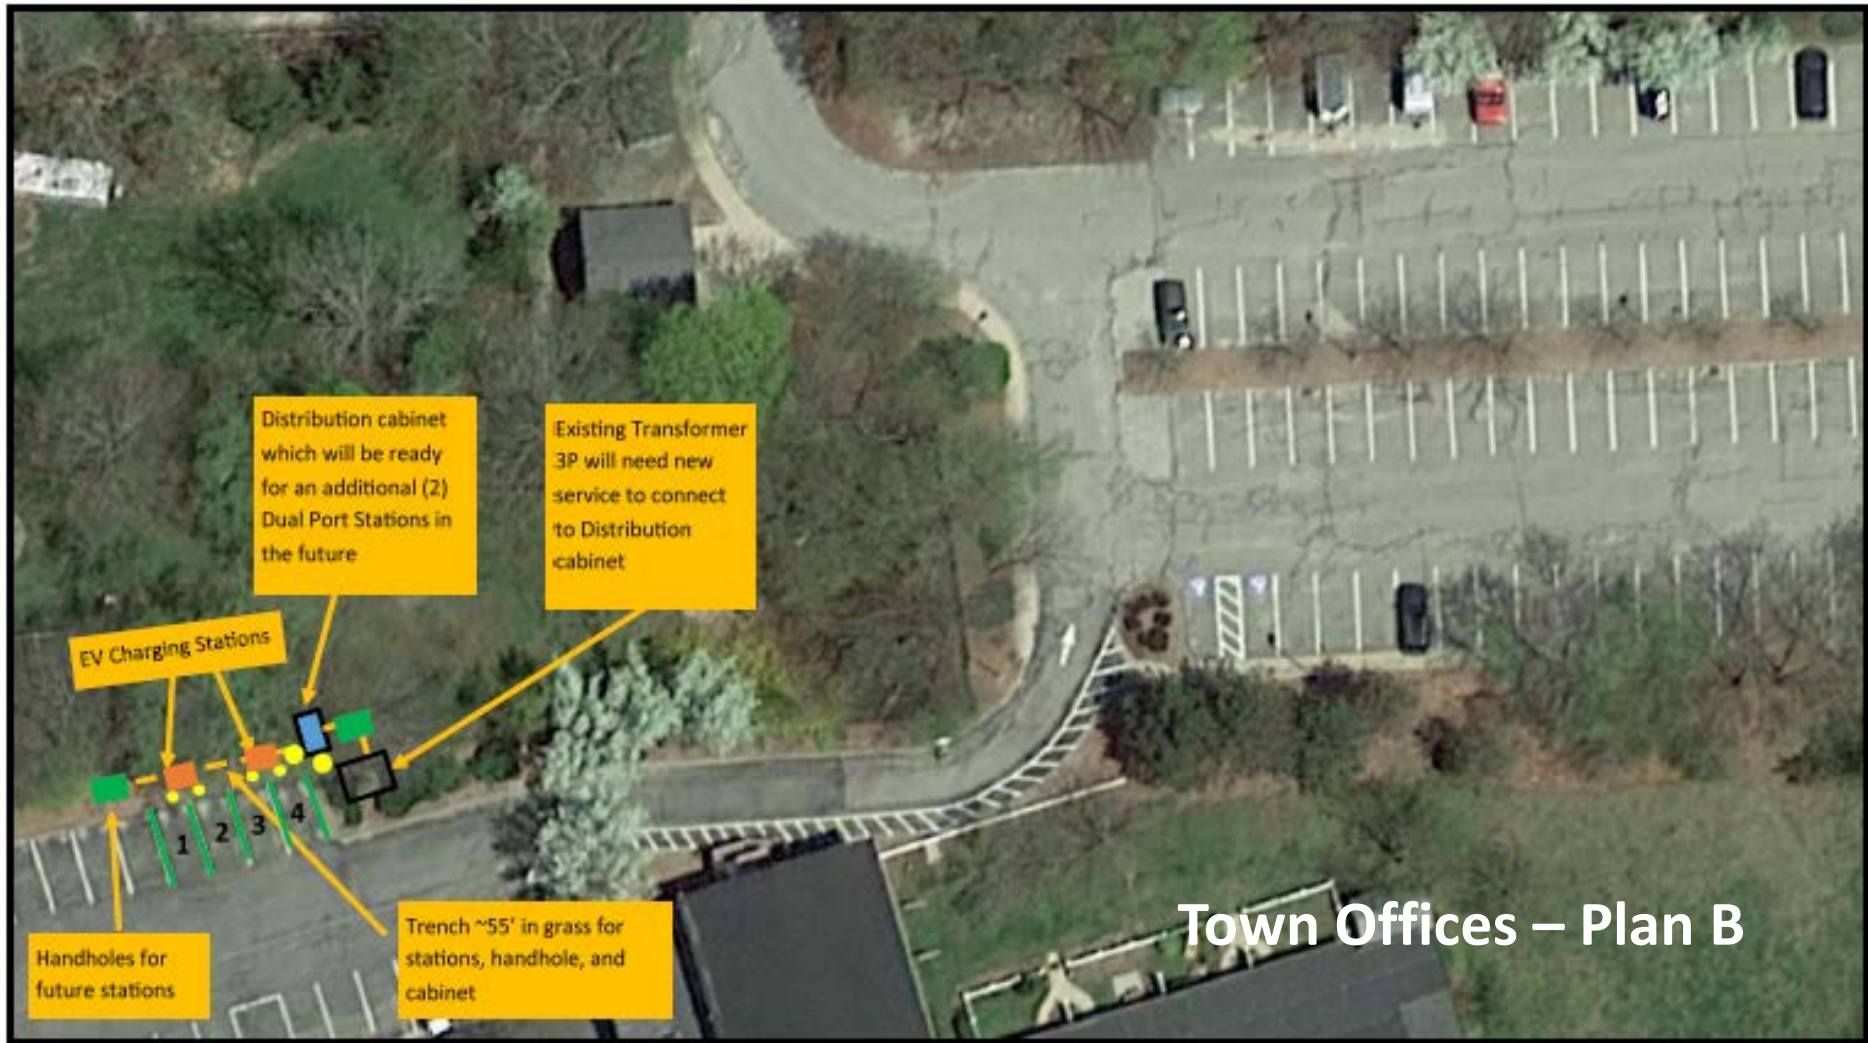 Distribution cabinet
which will be ready
for an additional (2)
Dual Port Stations in
the future
Existing Transformer
3P will need new
service to connect
to Distribution
cabinet
EV Charging Stations
1
2
3
4
Handholes for
future stations
Trench ~55' in grass for
stations, handhole, and
cabinet
Town Offices – Plan B